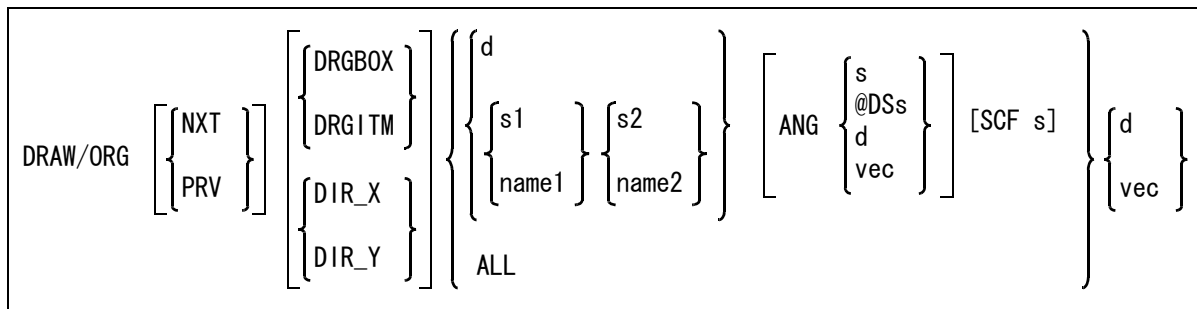 DRAW/ORG [{NXT PRV}] [{DRGBOX DRGITM} {DIR_X DIR_Y}] {{d {s1 name1} {s2 name2}} [ANG {s @DSs d vec}] [SCF s] ALL} {d vec}